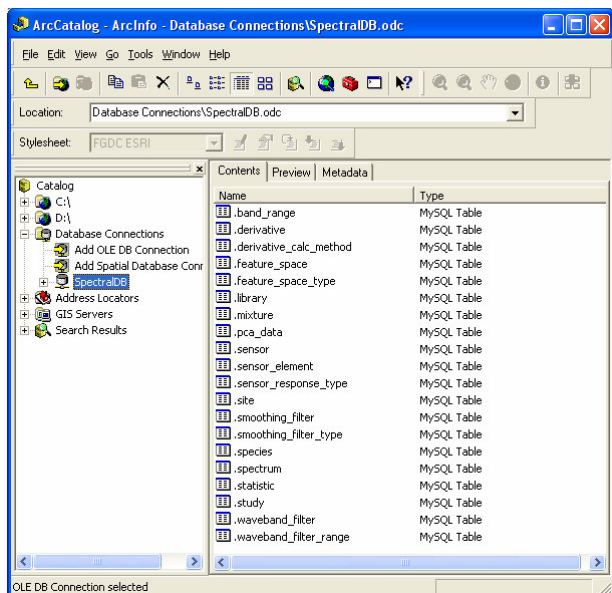 ArcCatalog - ArcInfo - Database Connections\SpectralDB.odc
File Edit View Go Tools Window Help
Location: Database Connections\SpectralDB.odc
Stylesheet: FGDC ESRI
Catalog
C:\
D:\
Database Connections
Add OLE DB Connection
Add Spatial Database Conr
SpectralDB
Address Locators
GIS Servers
Search Results
Contents Preview Metadata
Name Type
.band_range MySQL Table
.derivative MySQL Table
.derivative_calc_method MySQL Table
.feature_space MySQL Table
.feature_space_type MySQL Table
.library MySQL Table
.mixture MySQL Table
.pca_data MySQL Table
.sensor MySQL Table
.sensor_element MySQL Table
.sensor_response_type MySQL Table
.site MySQL Table
.smoothing_filter MySQL Table
.smoothing_filter_type MySQL Table
.species MySQL Table
.spectrum MySQL Table
.statistic MySQL Table
.study MySQL Table
.waveband_filter MySQL Table
.waveband_filter_range MySQL Table
OLE DB Connection selected